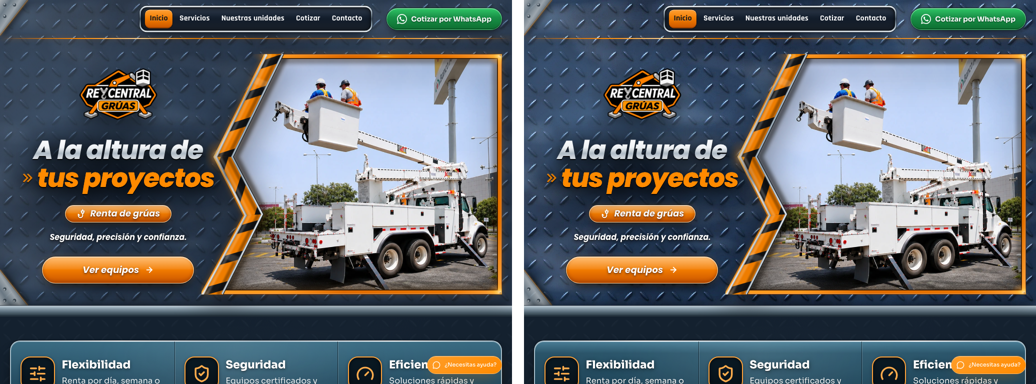 Inicio Servicios Nuestras unidades Cotizar Contacto Cotizar por WhatsApp
REY CENTRAL
GRÚAS
A la altura de
» tus proyectos
Renta de grúas
Seguridad, precisión y confianza.
Ver equipos →
Flexibilidad
Renta por día, semana o
Seguridad
Equipos certificados y
Eficien
Soluciones rápidas y
¿Necesitas ayuda?
Inicio Servicios Nuestras unidades Cotizar Contacto Cotizar por WhatsApp
REY CENTRAL
GRÚAS
A la altura de
» tus proyectos
Renta de grúas
Seguridad, precisión y confianza.
Ver equipos →
Flexibilidad
Renta por día, semana o
Seguridad
Equipos certificados y
Eficien
Soluciones rápidas y
¿Necesitas ayuda?